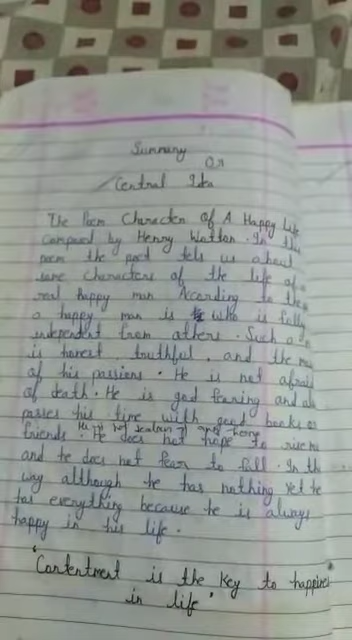 Summary
Or
Central Idea
The Poem Character Of A Happy Life
composed by Henry Wotton. In this
poem the poet tells us about
some characters of the life of a
real happy man According to the
a happy man is who is fully
independent from others. Such a
is honest truthful, and the
of his passions. He is not afraid
of death. He is god fearing and
passes his time with good books or
He is not jealous of any one
friends. He does not hope to rise
and he does not fear to fall. In th
way although he has nothing yet he
has everything because he is always
happy in his life.
"Contentment is the key to happines
in life"